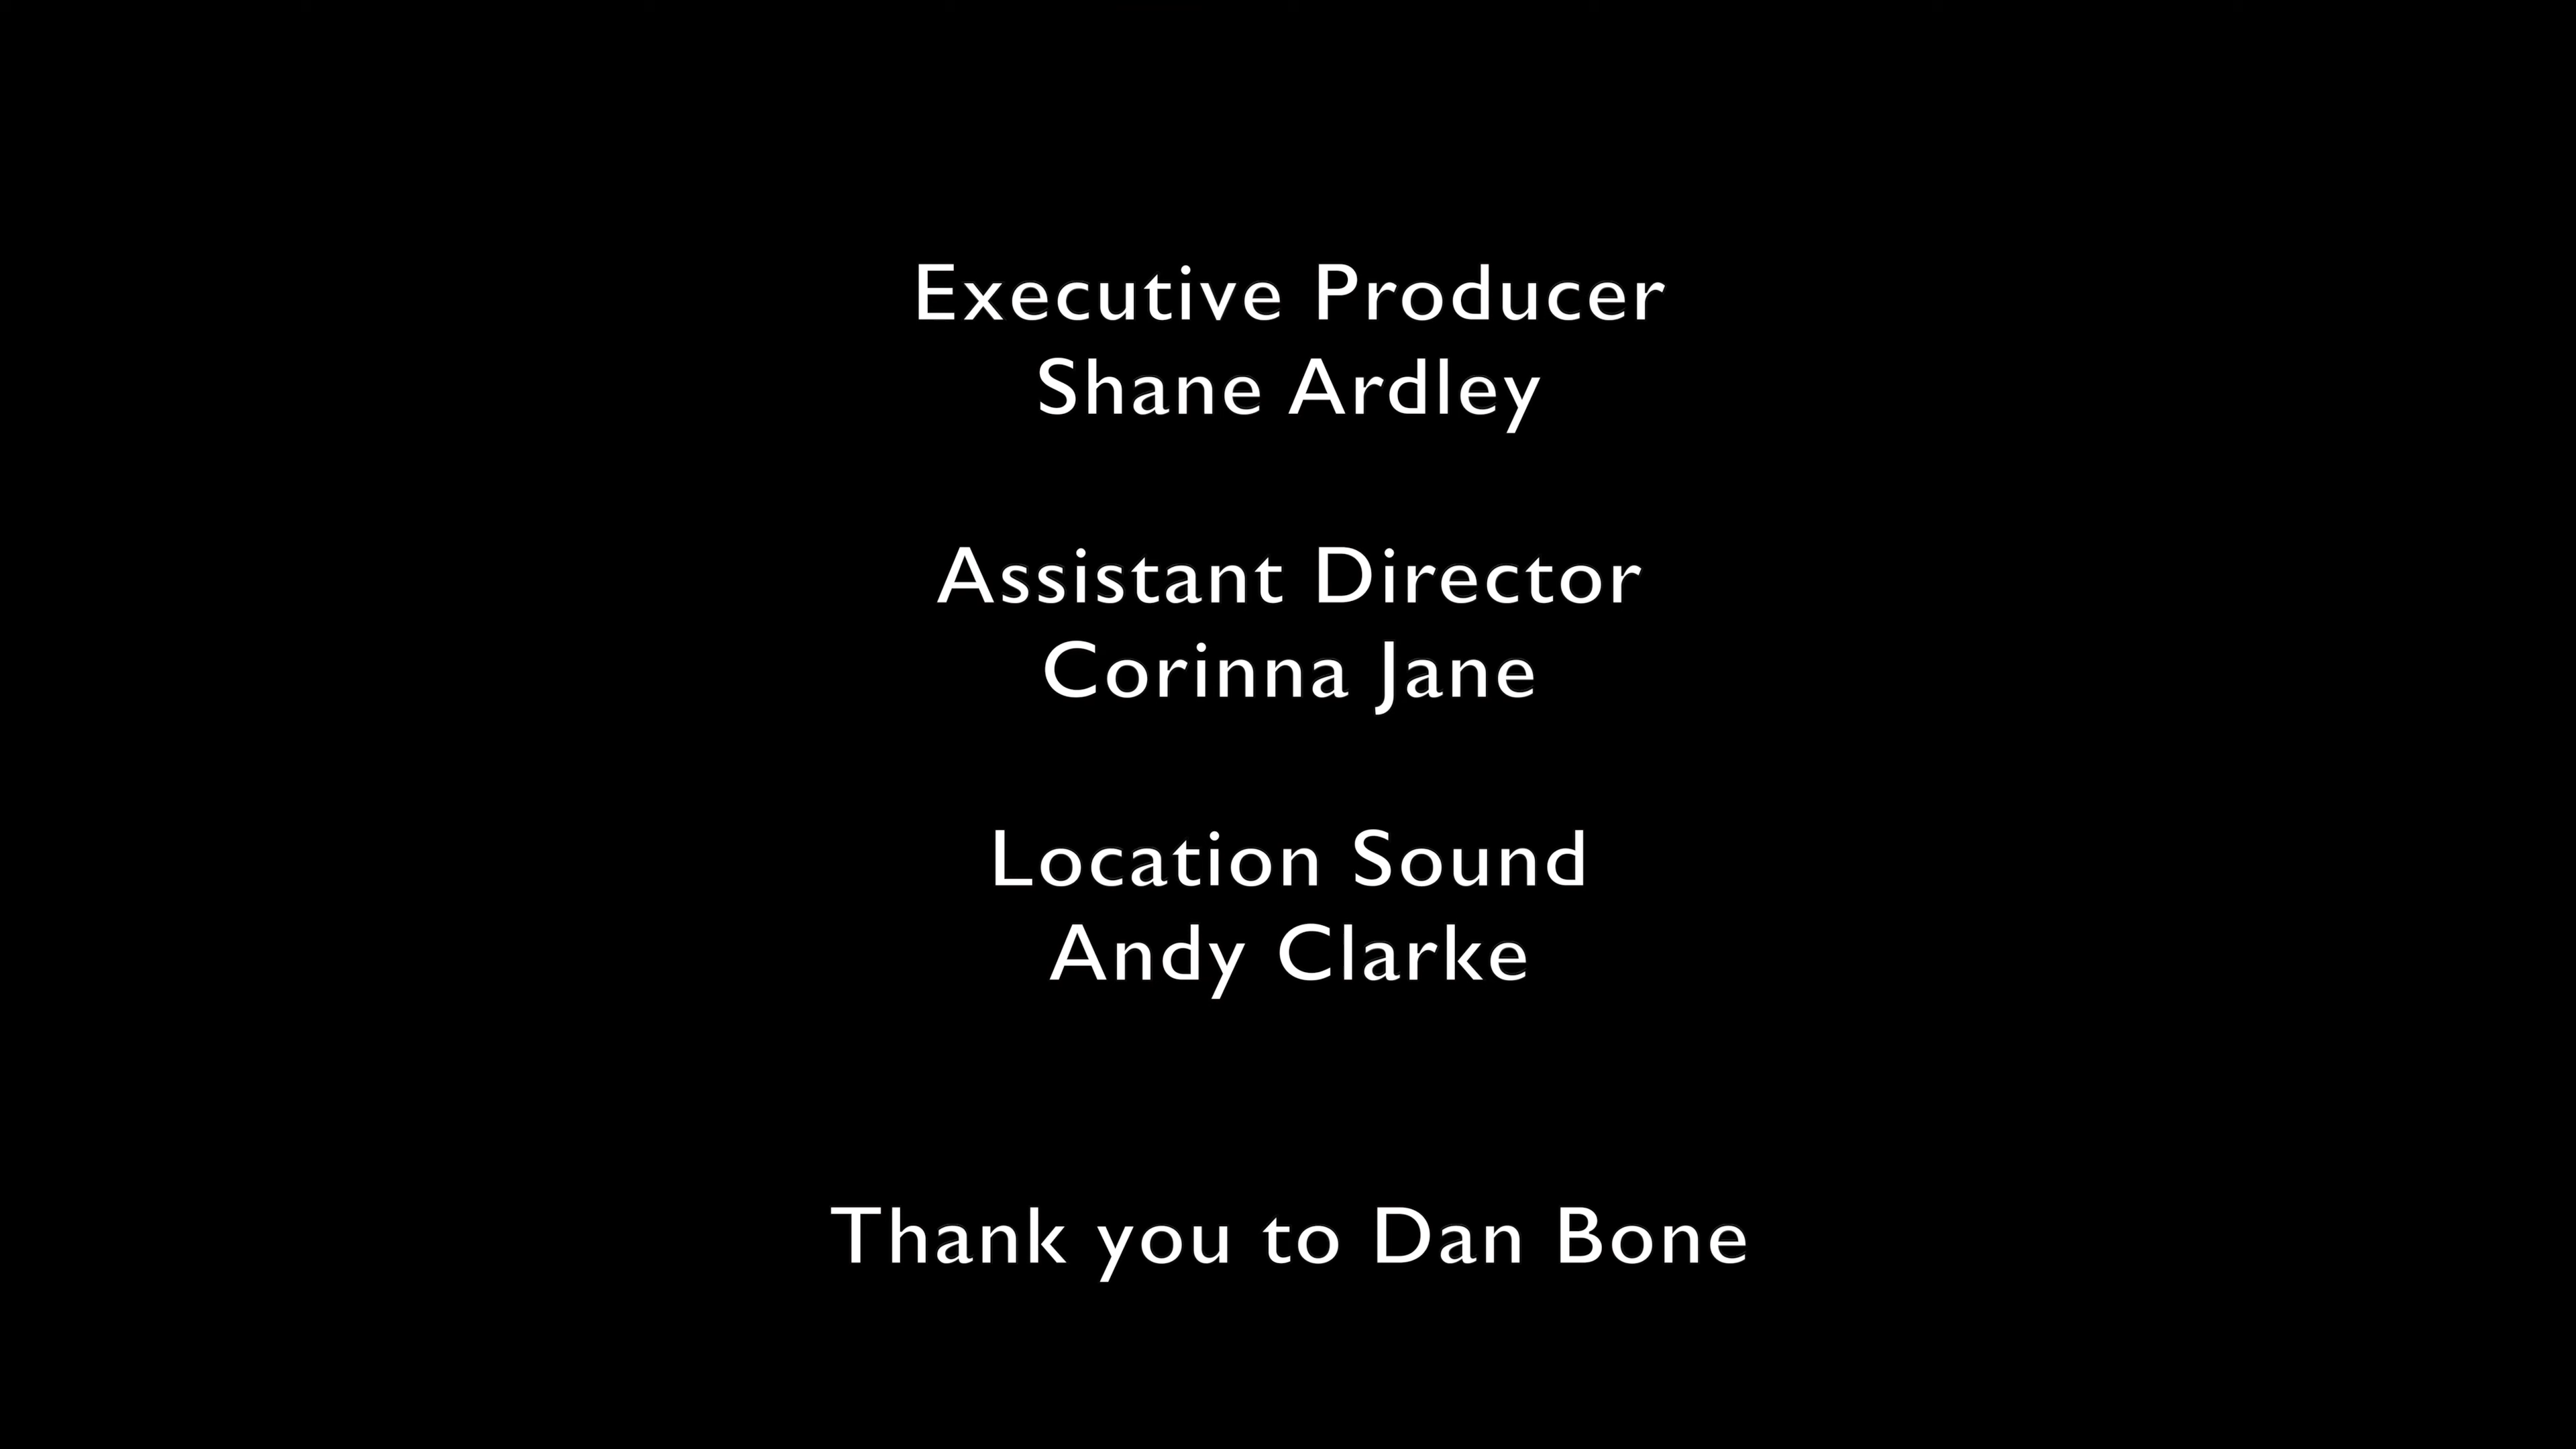 Executive Producer
Shane Ardley
Assistant Director
Corinna Jane
Location Sound
Andy Clarke
Thank you to Dan Bone